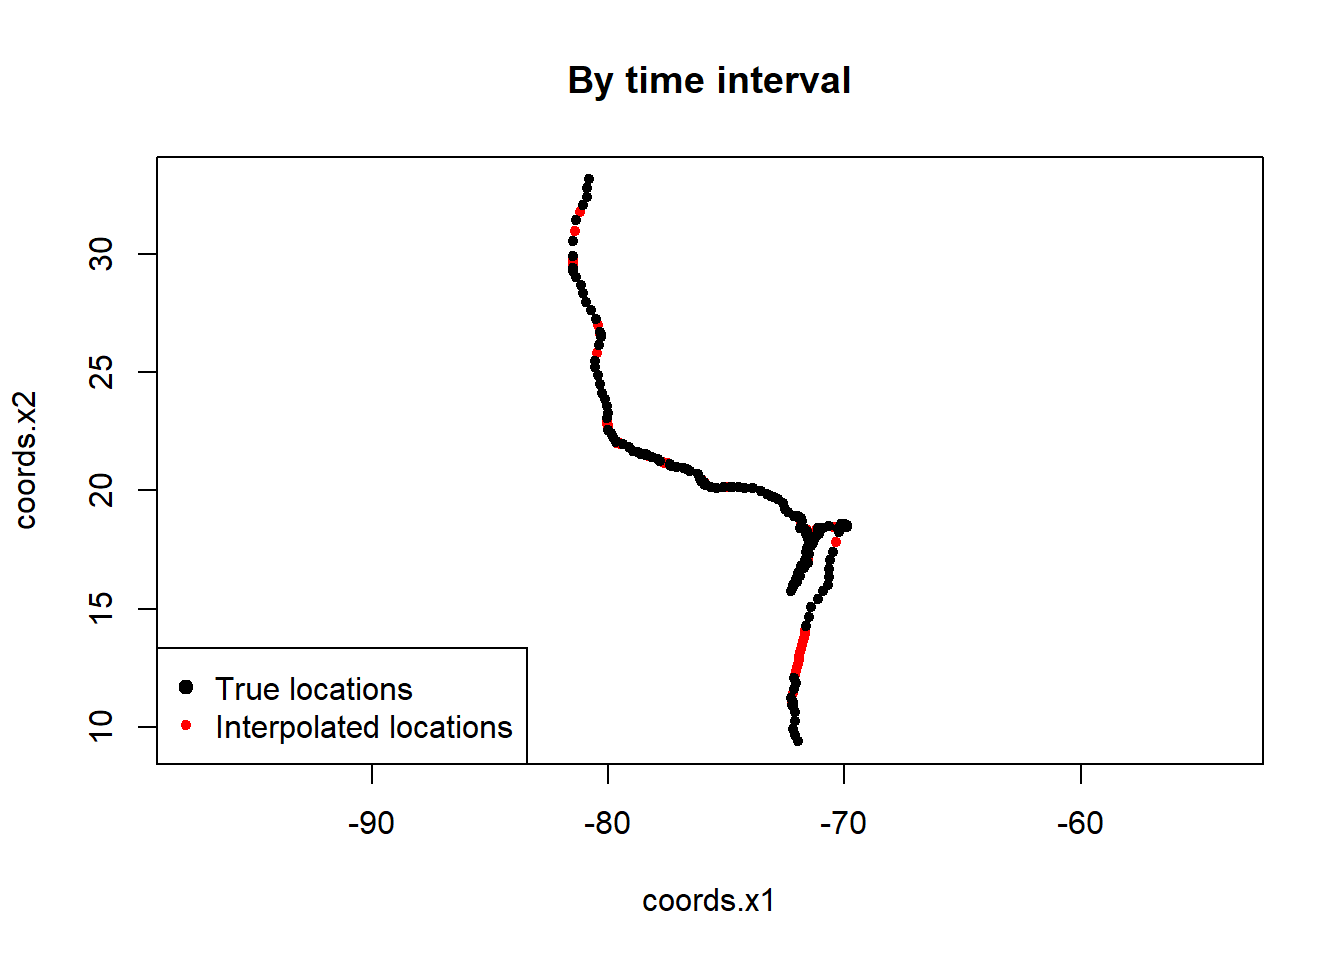 By time interval
coords.x2
30
25
20
15
10
True locations
Interpolated locations
-90 -80 -70 -60
coords.x1